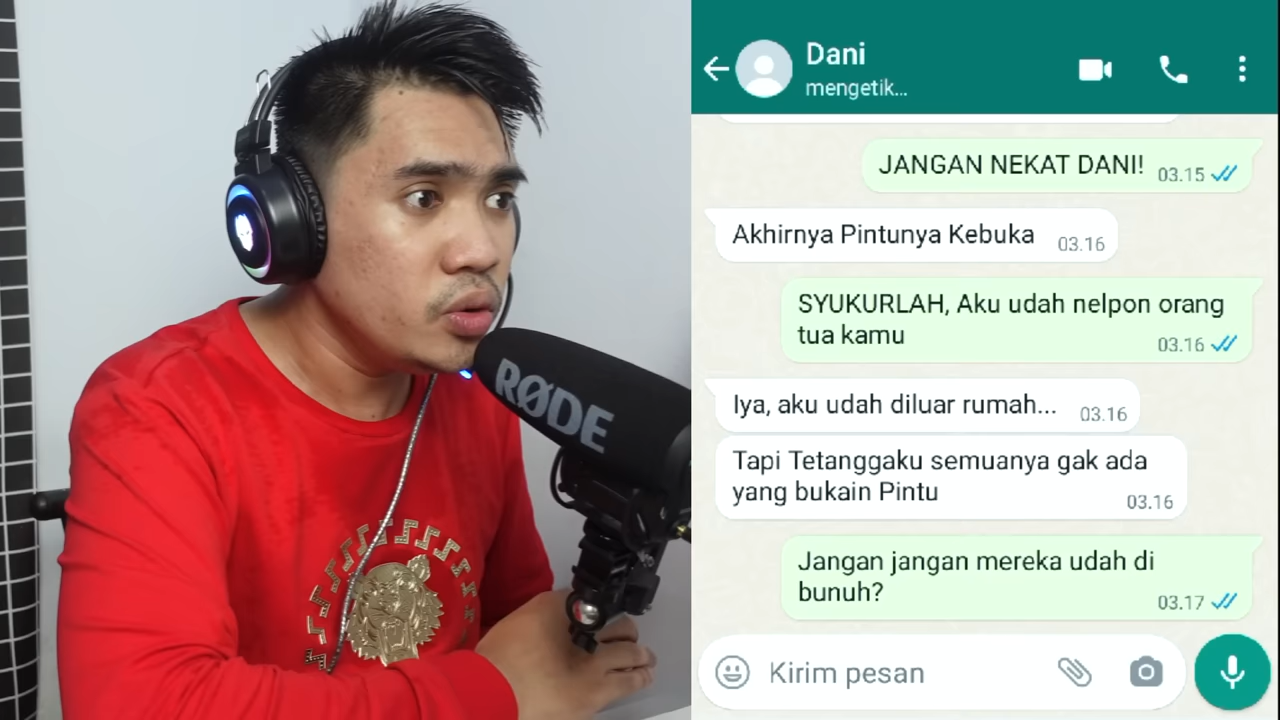 RØDE
Dani
mengetik...
JANGAN NEKAT DANI! 03.15
Akhirnya Pintunya Kebuka 03.16
SYUKURLAH, Aku udah nelpon orang
tua kamu 03.16
Iya, aku udah diluar rumah... 03.16
Tapi Tetanggaku semuanya gak ada
yang bukain Pintu 03.16
Jangan jangan mereka udah di
bunuh? 03.17
Kirim pesan